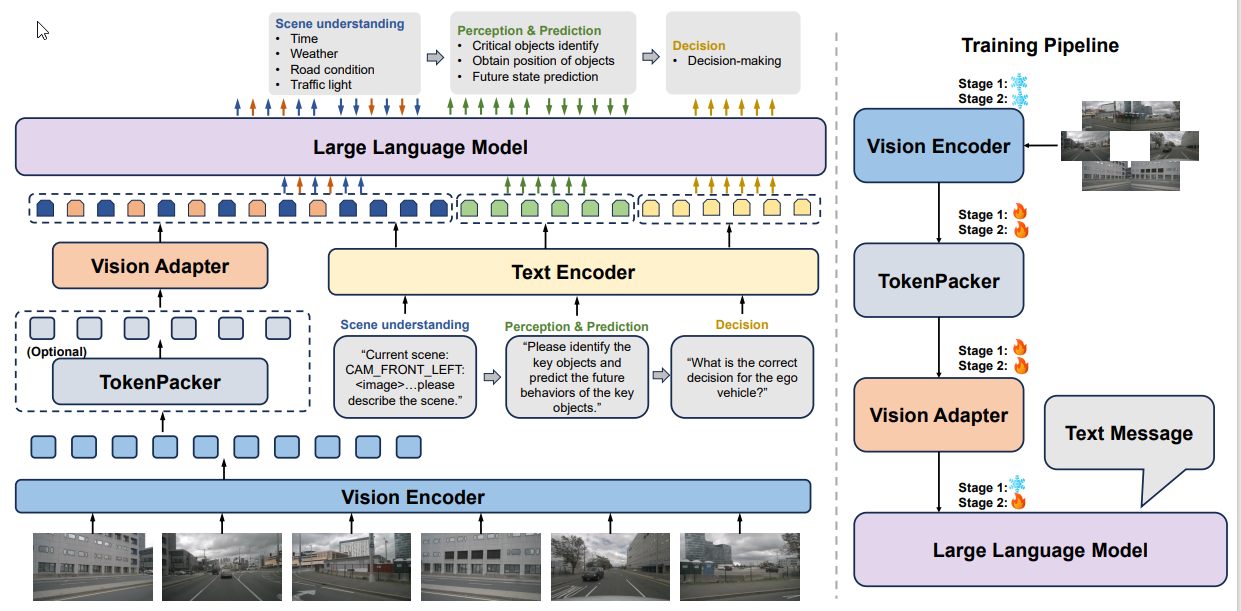 Scene understanding
• Time
• Weather
• Road condition
• Traffic light
Perception & Prediction
• Critical objects identify
• Obtain position of objects
• Future state prediction
Decision
• Decision-making
Large Language Model
Vision Adapter
Text Encoder
(Optional)
TokenPacker
Scene understanding
“Current scene:
CAM_FRONT_LEFT:
<image>…please
describe the scene.”
Perception & Prediction
“Please identify the
key objects and
predict the future
behaviors of the key
objects.”
Decision
“What is the correct
decision for the ego
vehicle?”
Vision Encoder
Training Pipeline
Stage 1:
Stage 2:
Vision Encoder
Stage 1:
Stage 2:
TokenPacker
Stage 1:
Stage 2:
Vision Adapter
Text Message
Stage 1:
Stage 2:
Large Language Model